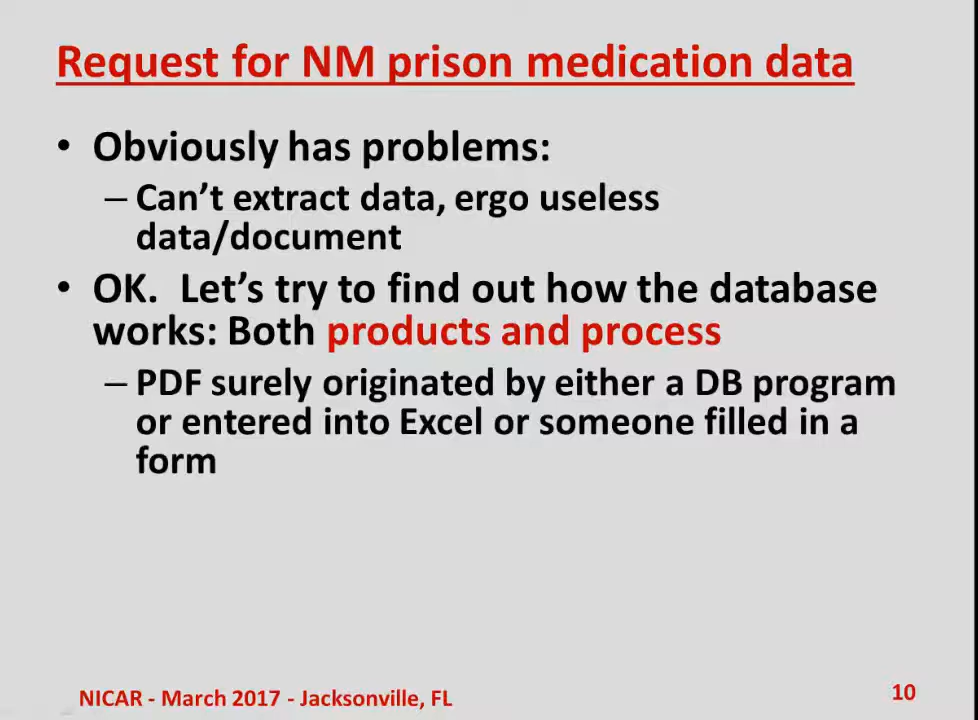 Request for NM prison medication data
• Obviously has problems:
– Can’t extract data, ergo useless
data/document
• OK.  Let’s try to find out how the database
works: Both products and process
– PDF surely originated by either a DB program
or entered into Excel or someone filled in a
form
NICAR - March 2017 - Jacksonville, FL
10